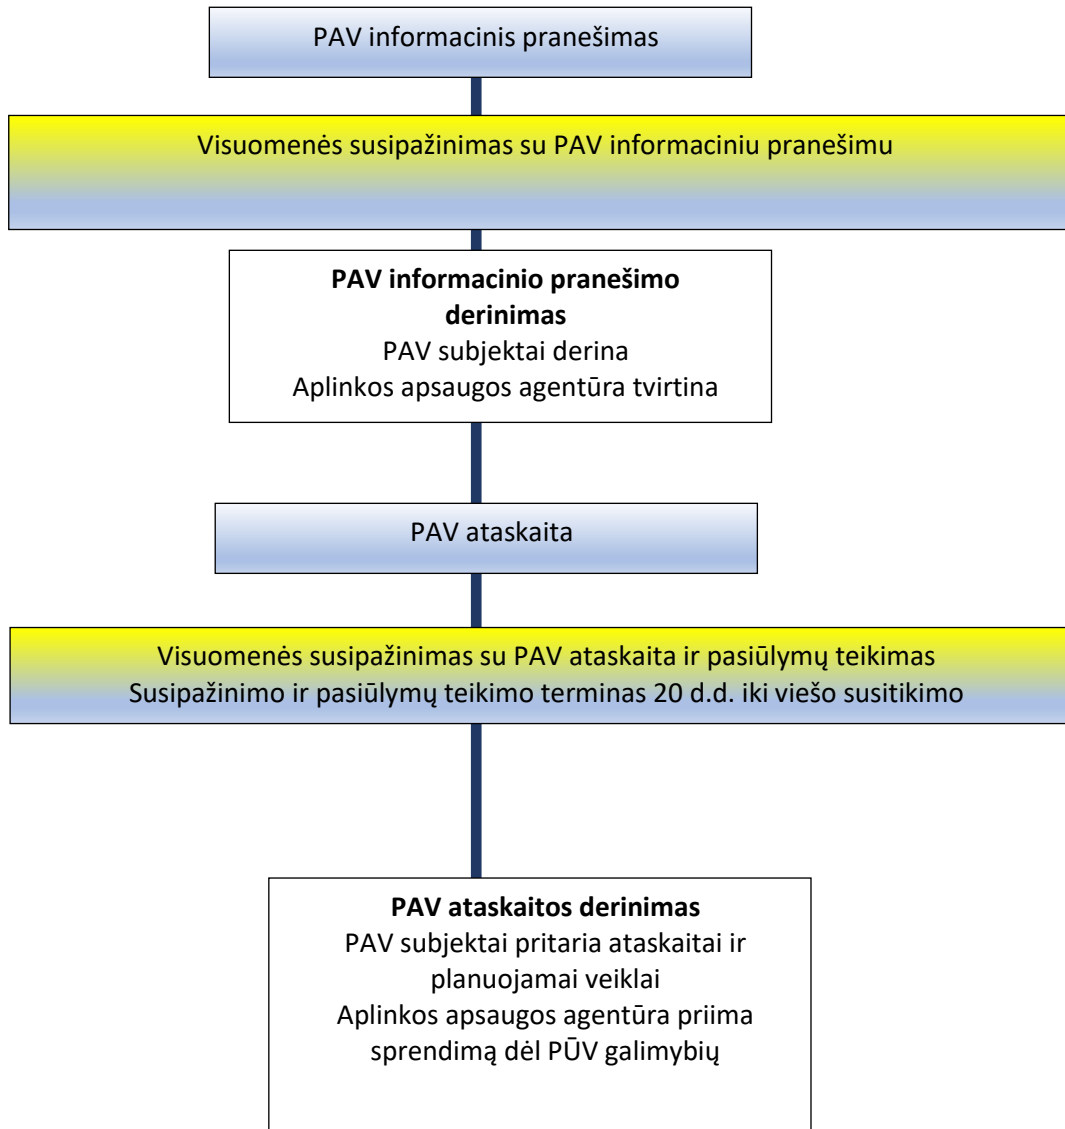 PAV informacinis pranešimas
Visuomenės susipažinimas su PAV informaciniu pranešimu
PAV informacinio pranešimo
derinimas
PAV subjektai derina
Aplinkos apsaugos agentūra tvirtina
PAV ataskaita
Visuomenės susipažinimas su PAV ataskaita ir pasiūlymų teikimas
Susipažinimo ir pasiūlymų teikimo terminas 20 d.d. iki viešo susitikimo
PAV ataskaitos derinimas
PAV subjektai pritaria ataskaitai ir
planuojamai veiklai
Aplinkos apsaugos agentūra priima
sprendimą dėl PŪV galimybių